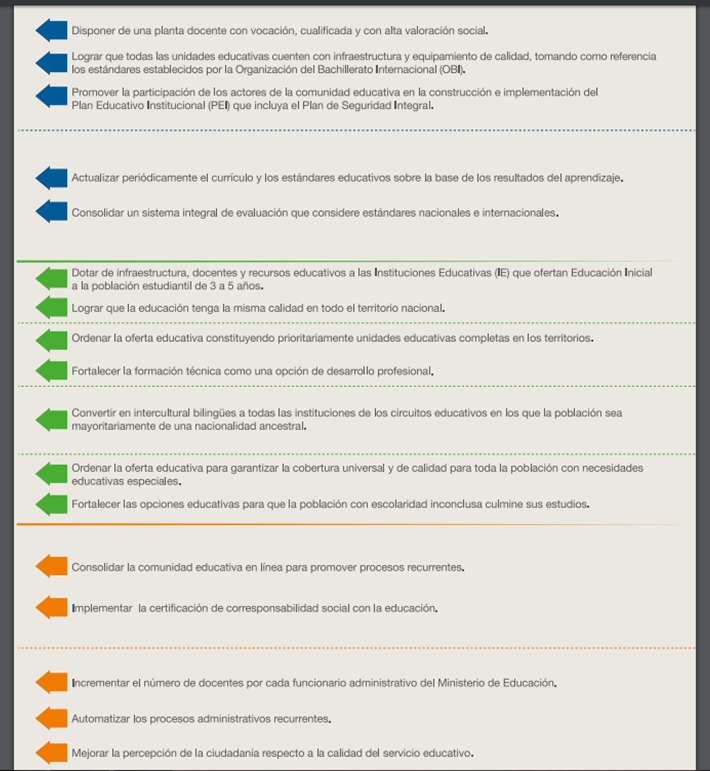 Disponer de una planta docente con vocación, cualificada y con alta valoración social.
Lograr que todas las unidades educativas cuenten con infraestructura y equipamiento de calidad, tomando como referencia
los estándares establecidos por la Organización del Bachillerato Internacional (OBI).
Promover la participación de los actores de la comunidad educativa en la construcción e implementación del
Plan Educativo Institucional (PEI) que incluya el Plan de Seguridad Integral.
Actualizar periódicamente el currículo y los estándares educativos sobre la base de los resultados del aprendizaje.
Consolidar un sistema integral de evaluación que considere estándares nacionales e internacionales.
Dotar de infraestructura, docentes y recursos educativos a las Instituciones Educativas (IE) que ofertan Educación Inicial
a la población estudiantil de 3 a 5 años.
Lograr que la educación tenga la misma calidad en todo el territorio nacional.
Ordenar la oferta educativa constituyendo prioritariamente unidades educativas completas en los territorios.
Fortalecer la formación técnica como una opción de desarrollo profesional.
Convertir en intercultural bilingües a todas las instituciones de los circuitos educativos en los que la población sea
mayoritariamente de una nacionalidad ancestral.
Ordenar la oferta educativa para garantizar la cobertura universal y de calidad para toda la población con necesidades
educativas especiales.
Fortalecer las opciones educativas para que la población con escolaridad inconclusa culmine sus estudios.
Consolidar la comunidad educativa en línea para promover procesos recurrentes.
Implementar la certificación de corresponsabilidad social con la educación.
Incrementar el número de docentes por cada funcionario administrativo del Ministerio de Educación.
Automatizar los procesos administrativos recurrentes.
Mejorar la percepción de la ciudadanía respecto a la calidad del servicio educativo.